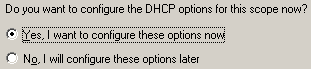 Do you want to configure the DHCP options for this scope now?
Yes, I want to configure these options now
No, I will configure these options later